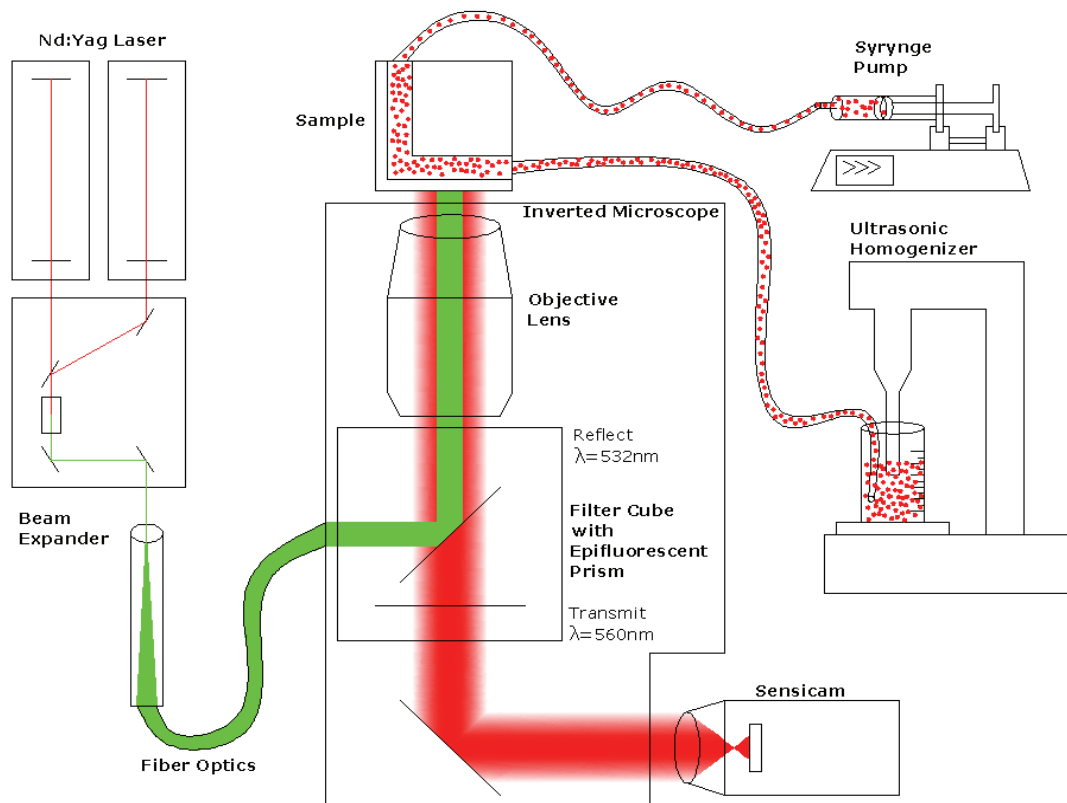 Nd:Yag Laser
Syrynge
Pump
Sample
>>>
Inverted Microscope
Ultrasonic
Homogenizer
Objective
Lens
Reflect
λ=532nm
Beam
Expander
Filter Cube
with
Epifluorescent
Prism
Transmit
λ=560nm
Sensicam
Fiber Optics